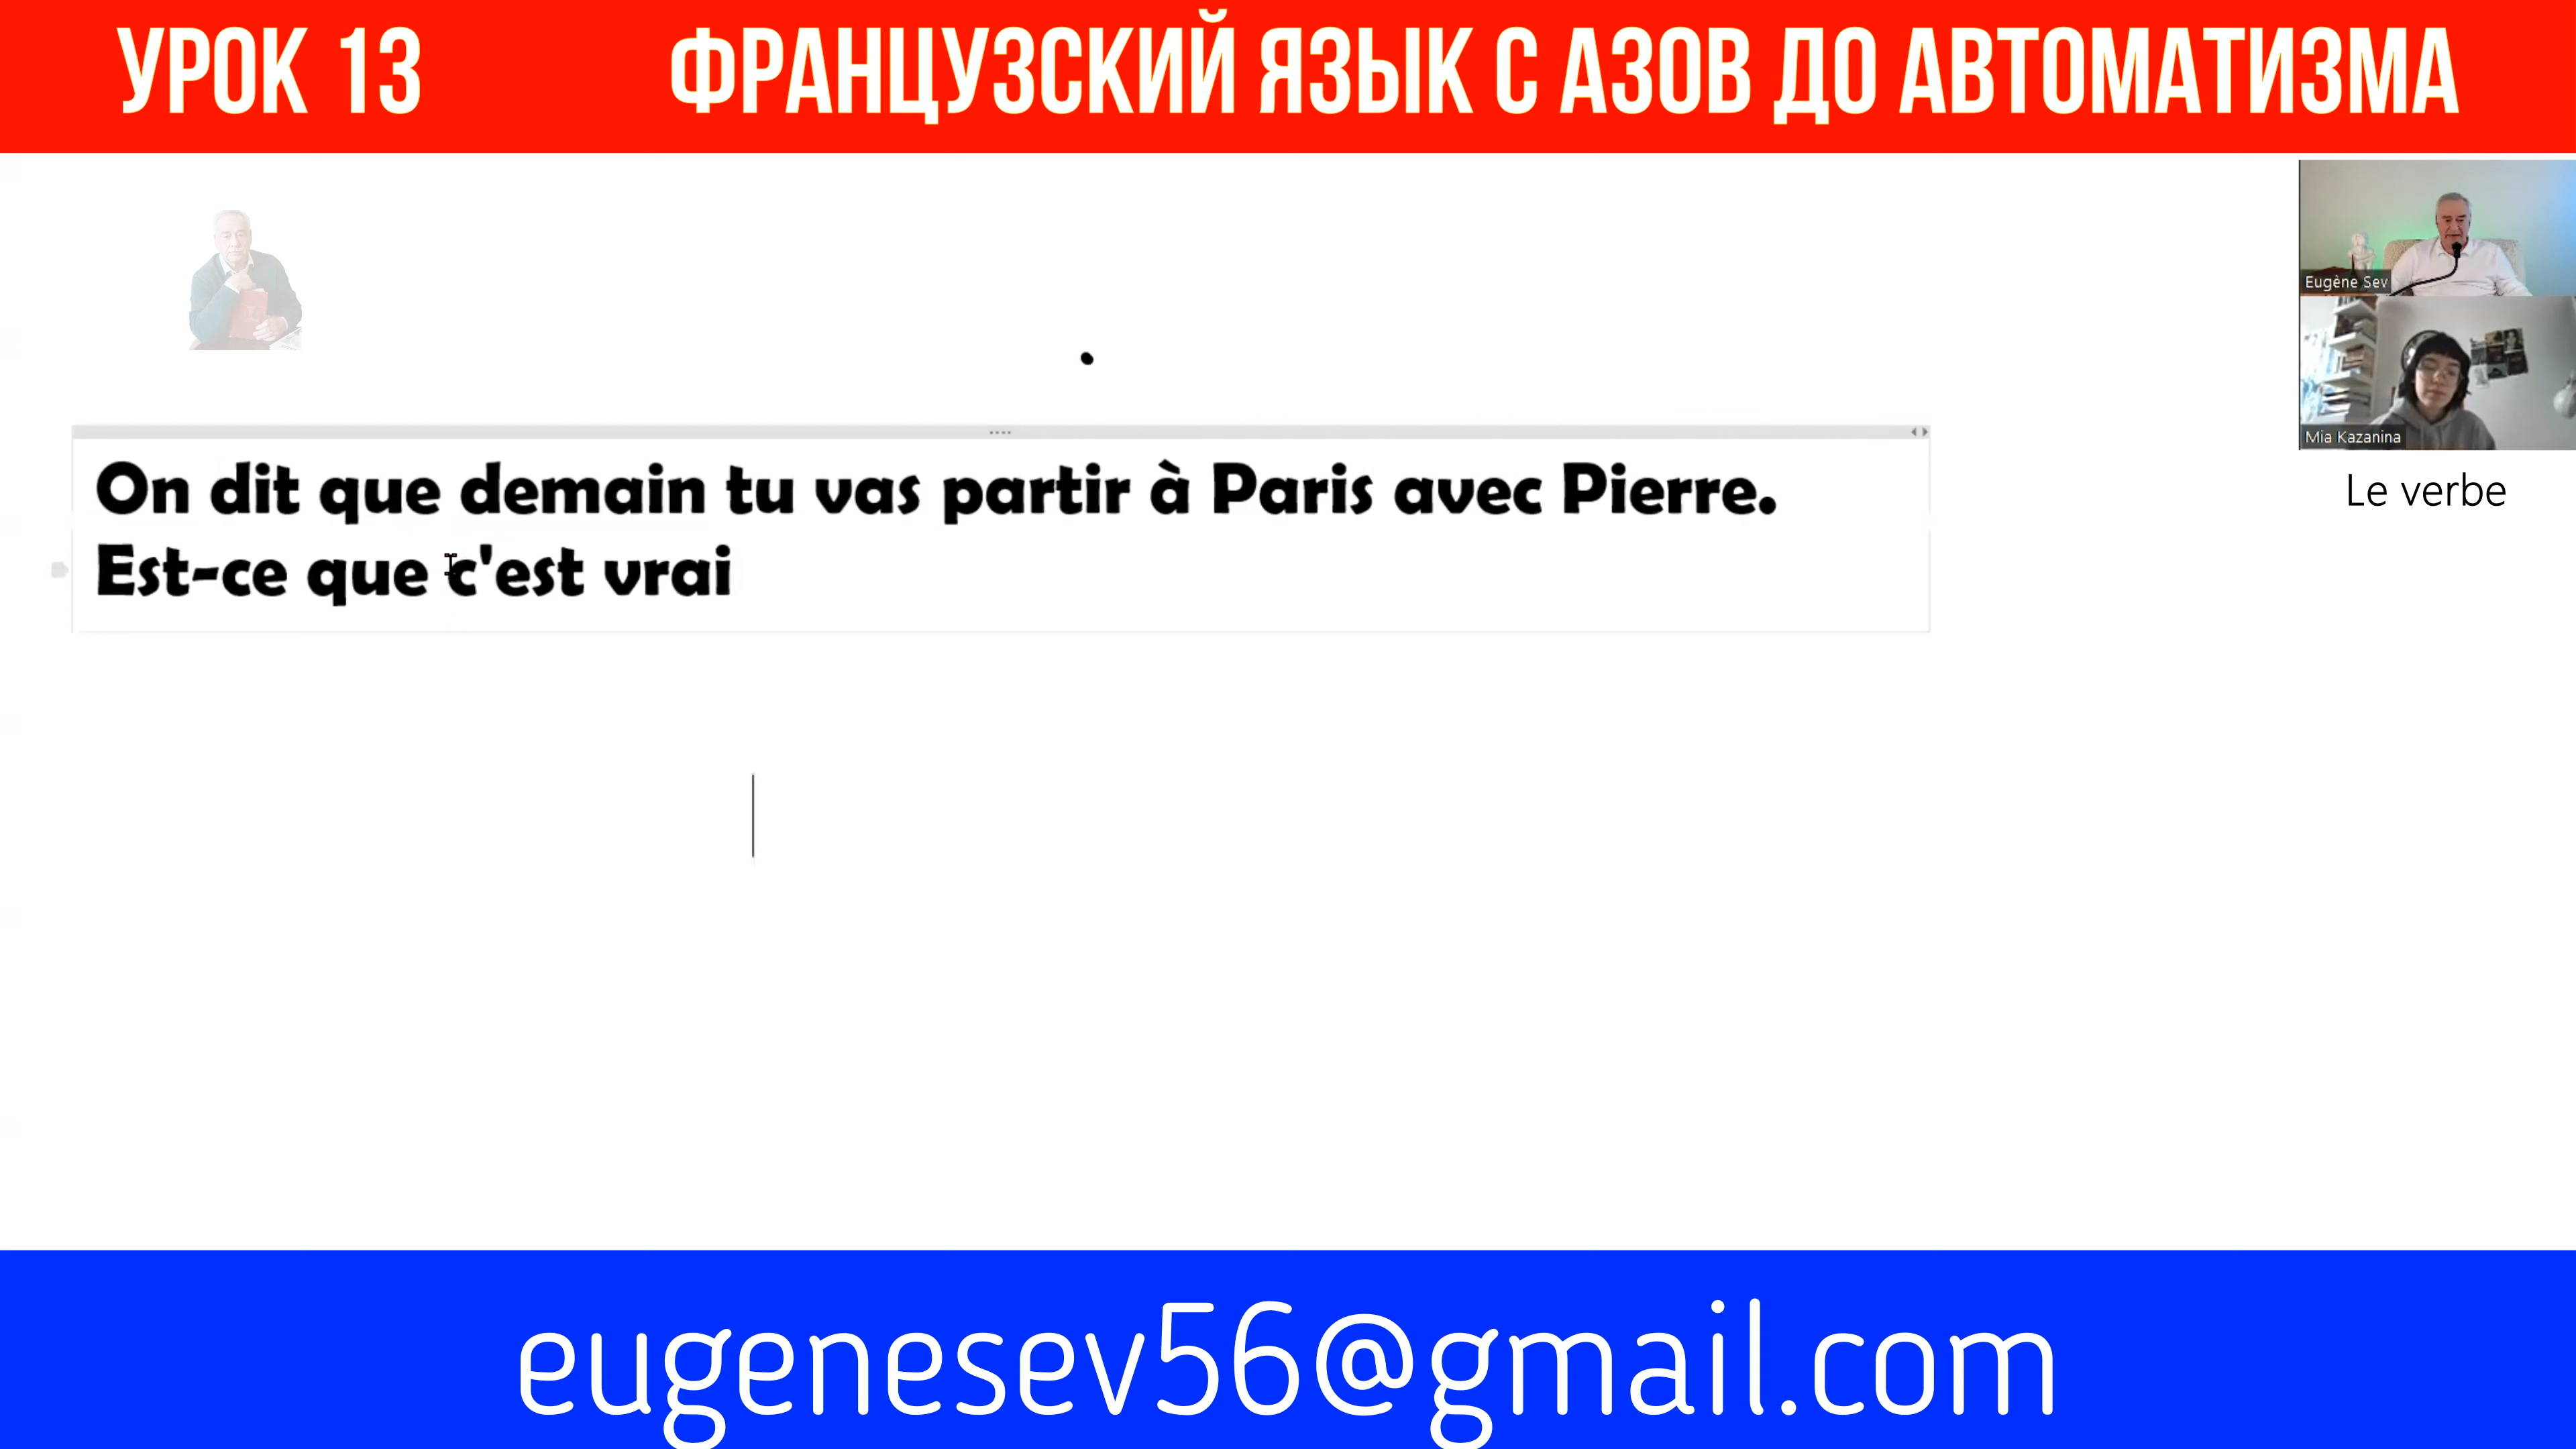 УРОК 13 ФРАНЦУЗСКИЙ ЯЗЫК С АЗОВ ДО АВТОМАТИЗМА
Eugène Sev
Mia Kazanina
Le verbe
On dit que demain tu vas partir à Paris avec Pierre.
Est-ce que c'est vrai
eugenesev56@gmail.com